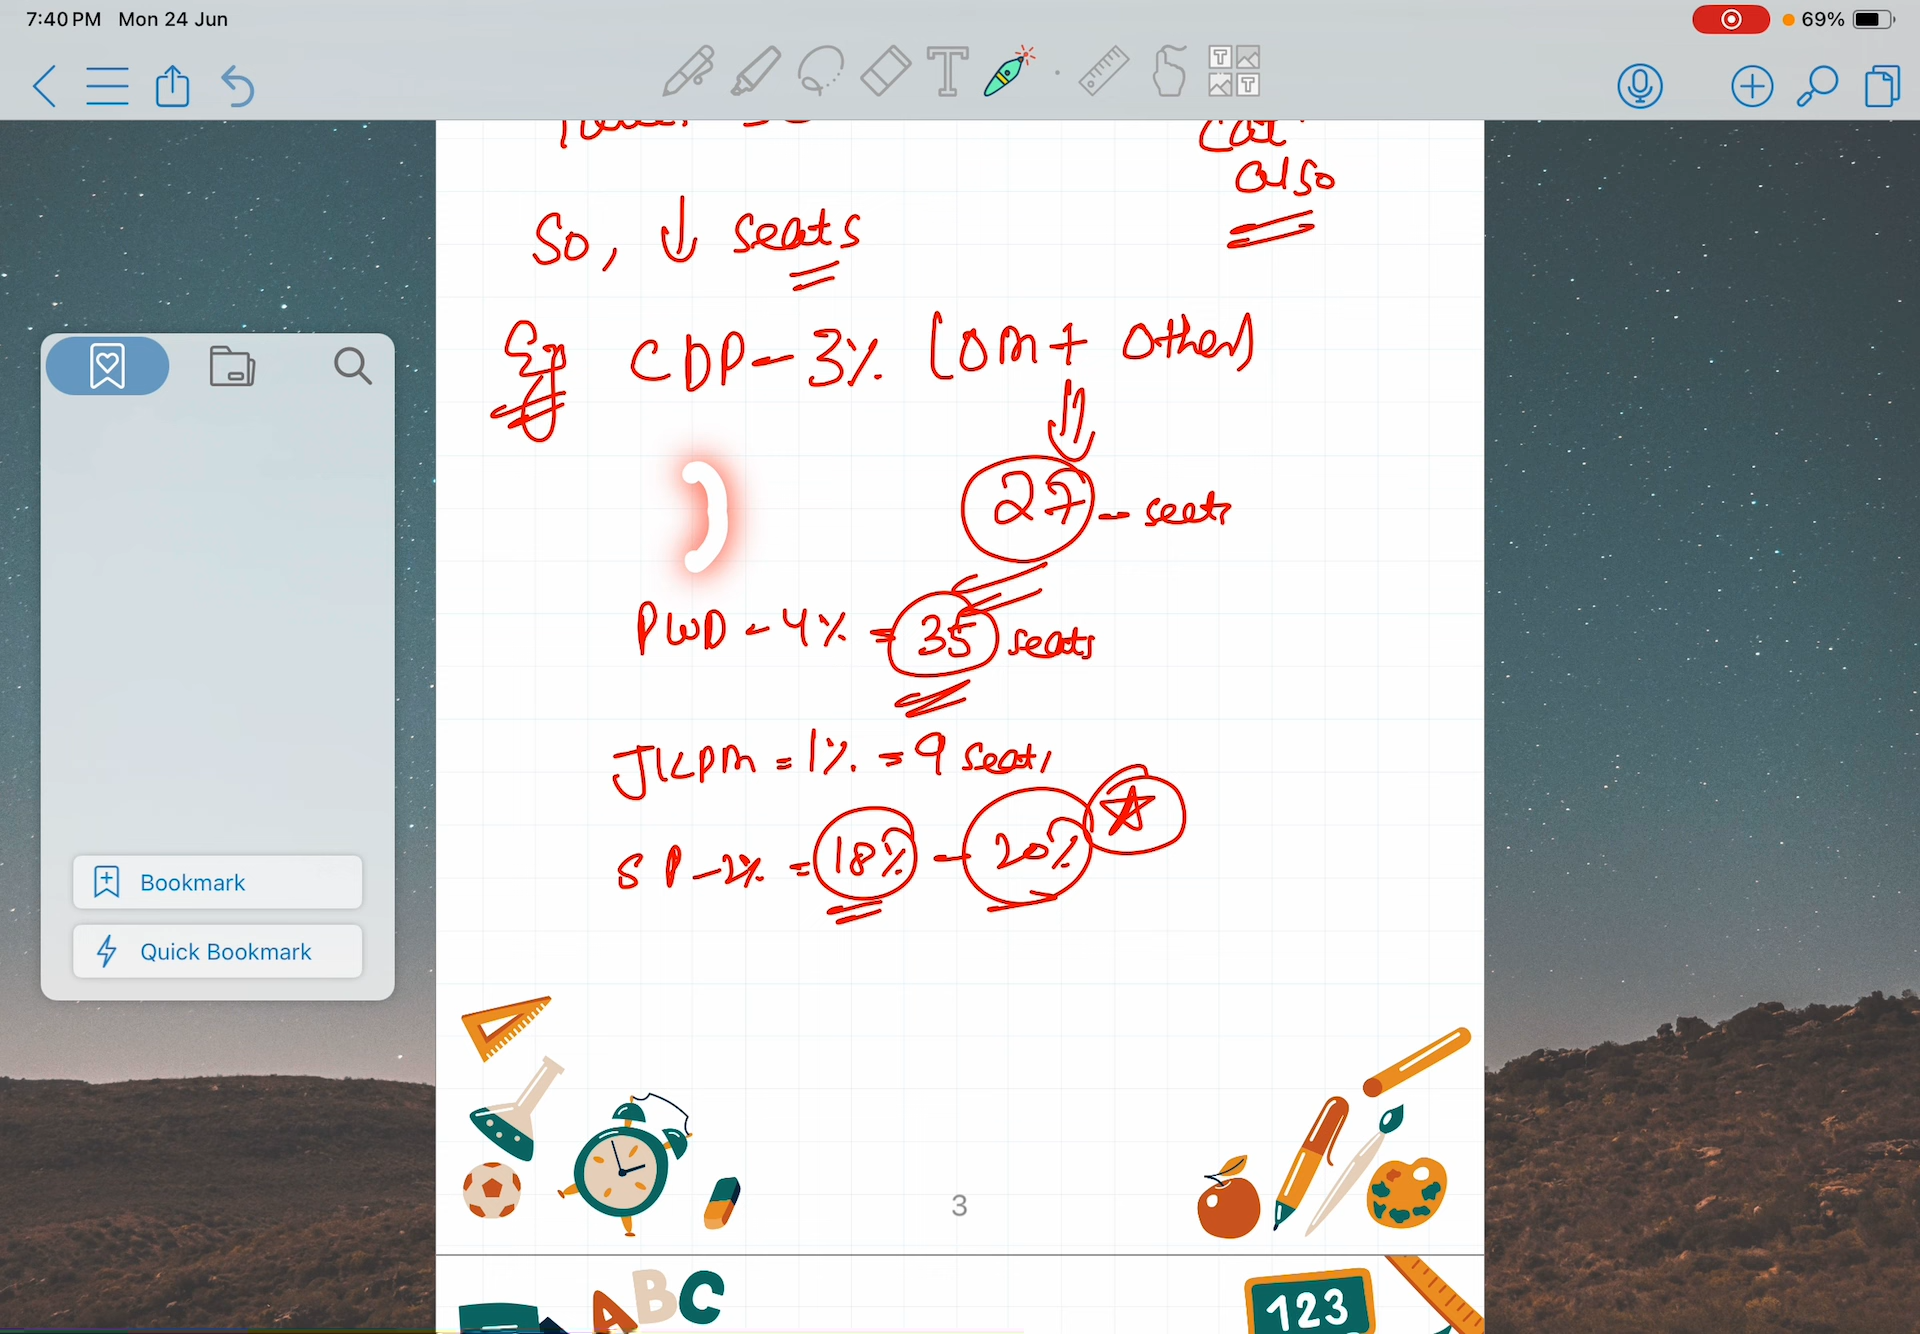 7:40 PM Mon 24 Jun
69%
Cat
also
So, ↓ seats
Eg CDP - 3% (OM + Other)
27 - seats
PWD - 4% = 35 seats
JKPM = 1% = 9 seats
SP - 2% = 18% - 20%
Bookmark
Quick Bookmark
3
ABC
123